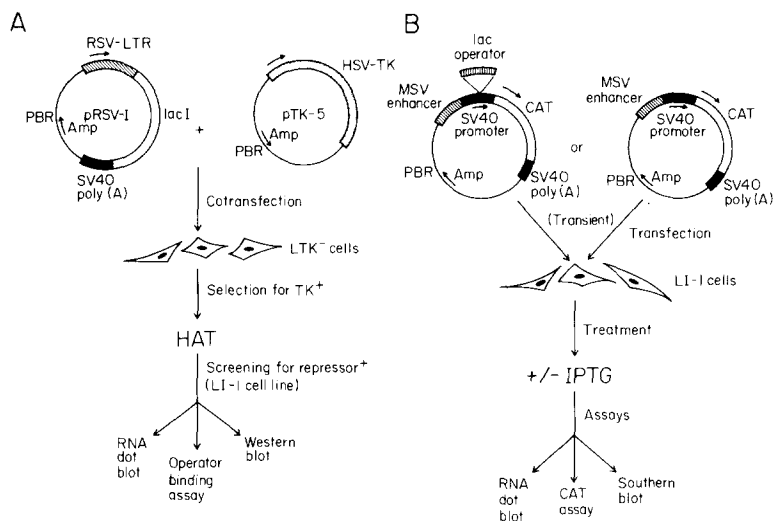 A
RSV-LTR
pRSV-I
lacI
PBR
Amp
SV40
poly(A)
+
HSV-TK
pTK-5
Amp
PBR
Cotransfection
LTK⁻ cells
Selection for TK⁺
HAT
Screening for repressor⁺
(LI-I cell line)
RNA
dot
blot
Operator
binding
assay
Western
blot
B
lac
operator
MSV
enhancer
CAT
SV40
promoter
PBR
Amp
SV40
poly(A)
or
MSV
enhancer
CAT
SV40
promoter
PBR
Amp
SV40
poly(A)
(Transient)
Transfection
LI-I cells
Treatment
+/- IPTG
Assays
RNA
dot
blot
CAT
assay
Southern
blot